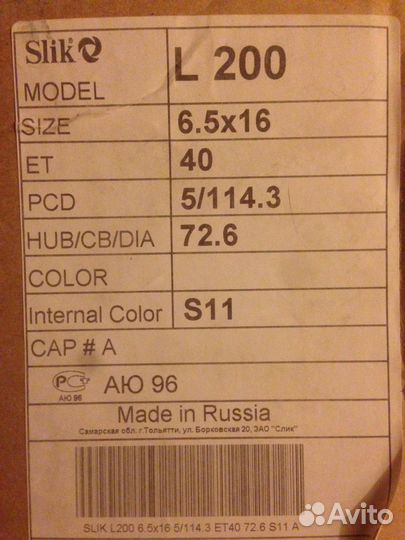 Slik®
MODEL L 200
SIZE 6.5x16
ET 40
PCD 5/114.3
HUB/CB/DIA 72.6
COLOR
Internal Color S11
CAP # A
РСТ АЮ 96
АЮ 96
Made in Russia
Самарская обл. г.Тольятти, ул. Борковская 20, ЗАО "Слик"
SLIK L200 6.5x16 5/114.3 ET40 72.6 S11 A
Avito